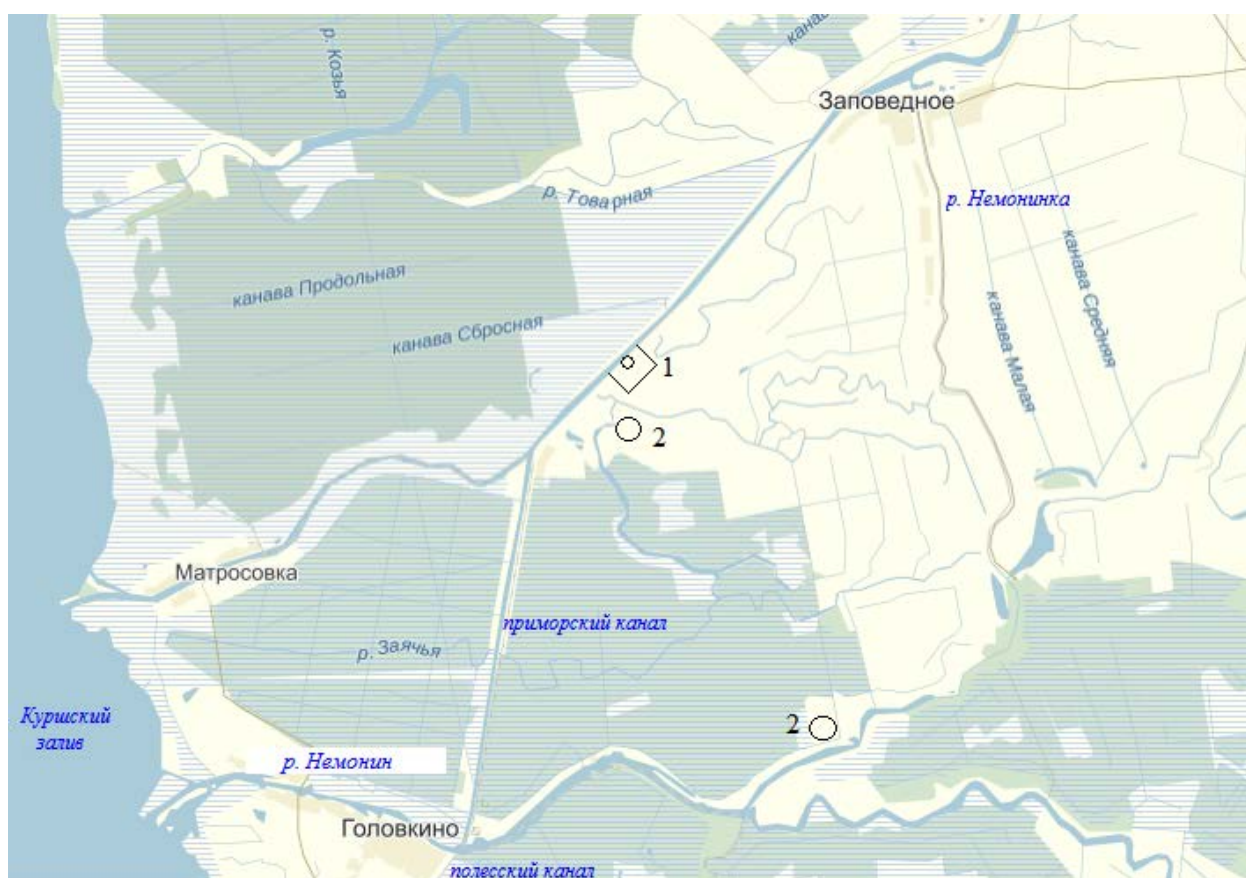 р. Козья
канава
Заповедное
р. Товарная
р. Немонинка
канава Продольная
канава Сбросная
канава Малая
канава Средняя
1
2
Матросовка
приморский канал
р. Заячья
Куршский
залив
2
р. Немонин
Головкино
полесский канал